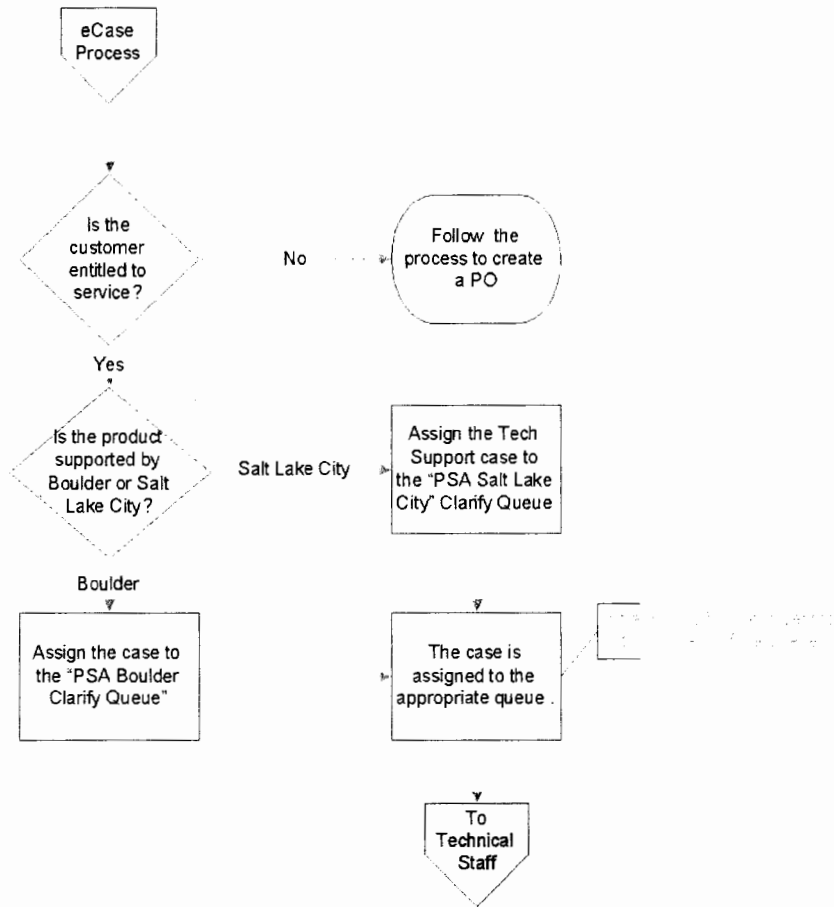 eCase
Process
Is the
customer
entitled to
service?
No
Follow the
process to create
a PO
Yes
Is the product
supported by
Boulder or Salt
Lake City?
Salt Lake City
Assign the Tech
Support case to
the "PSA Salt Lake
City" Clarify Queue
Boulder
Assign the case to
the "PSA Boulder
Clarify Queue"
The case is
assigned to the
appropriate queue.
To
Technical
Staff